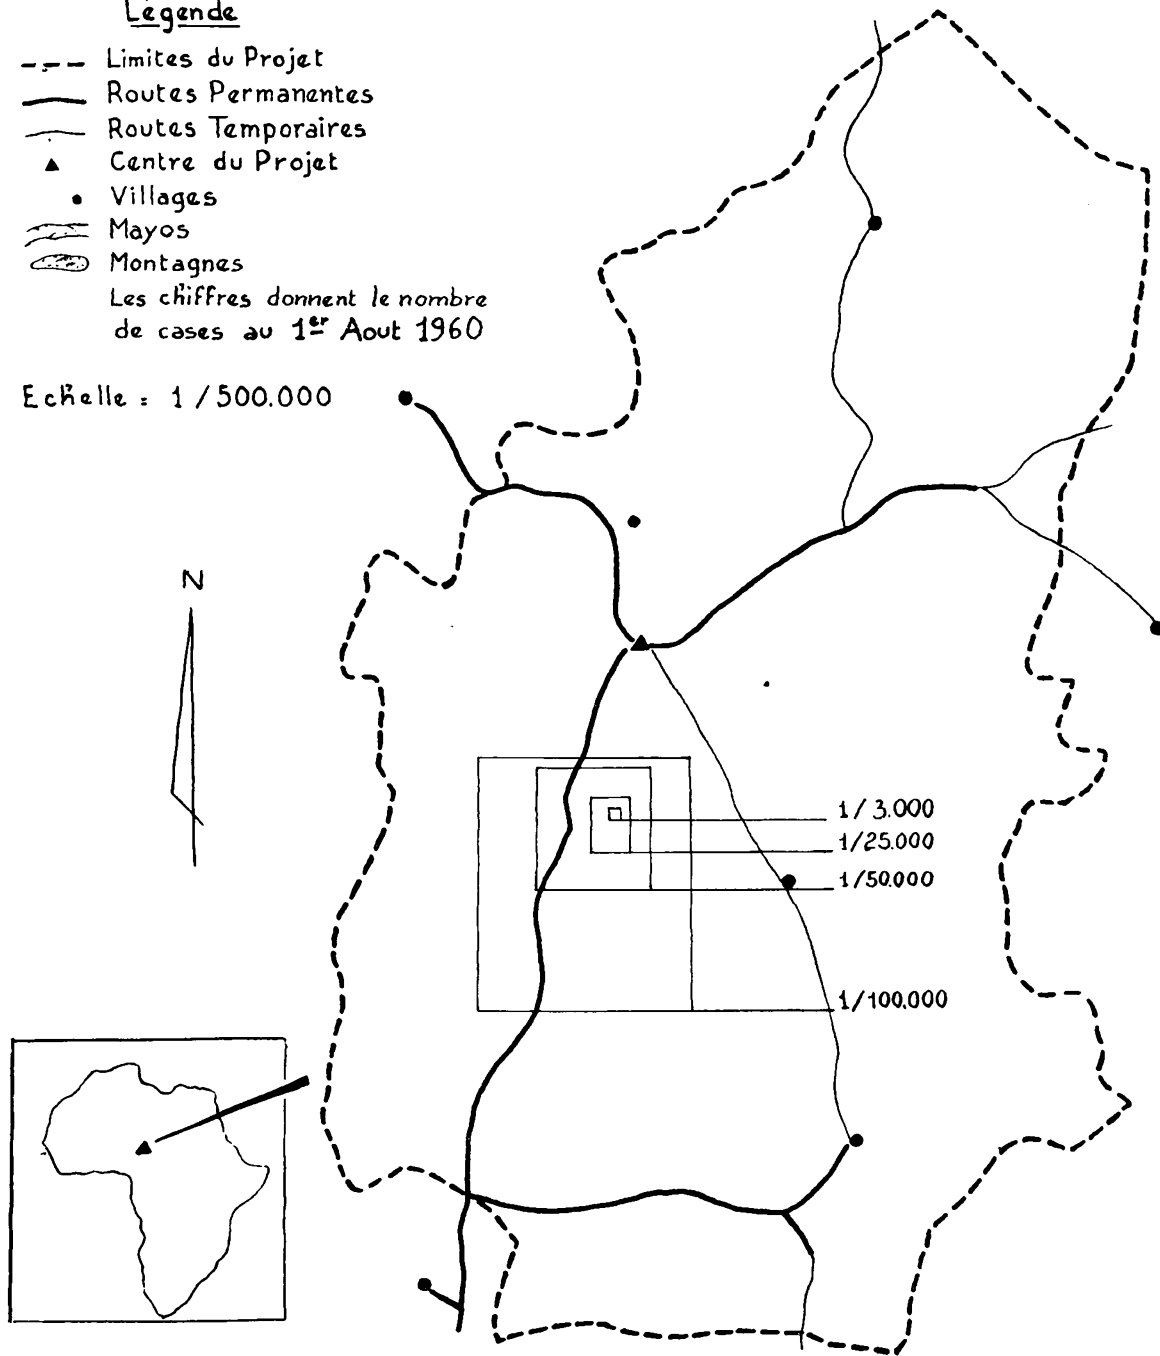 Légende
Limites du Projet
Routes Permanentes
Routes Temporaires
Centre du Projet
Villages
Mayos
Montagnes
Les chiffres donnent le nombre
de cases au 1er Aout 1960
Echelle : 1/500.000
N
1/3.000
1/25.000
1/50.000
1/100.000